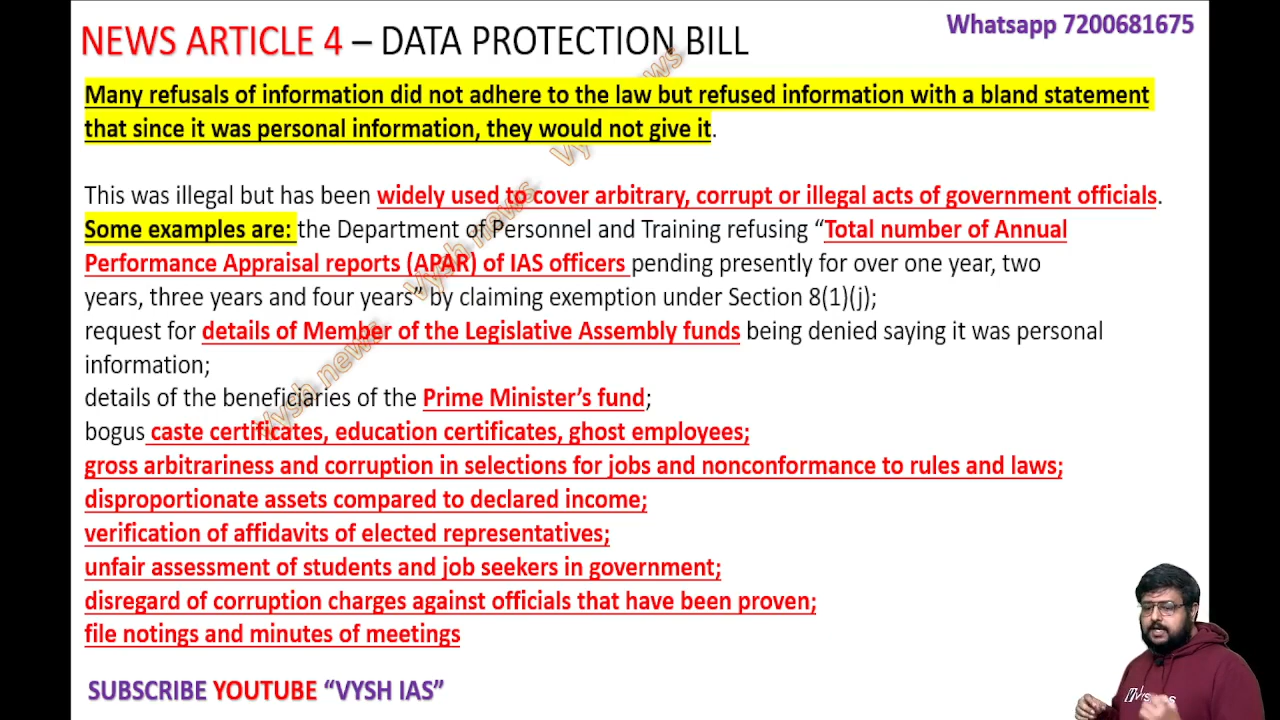 Whatsapp 7200681675
NEWS ARTICLE 4 – DATA PROTECTION BILL
Many refusals of information did not adhere to the law but refused information with a bland statement
that since it was personal information, they would not give it.
This was illegal but has been widely used to cover arbitrary, corrupt or illegal acts of government officials.
Some examples are: the Department of Personnel and Training refusing “Total number of Annual
Performance Appraisal reports (APAR) of IAS officers pending presently for over one year, two
years, three years and four years” by claiming exemption under Section 8(1)(j);
request for details of Member of the Legislative Assembly funds being denied saying it was personal
information;
details of the beneficiaries of the Prime Minister’s fund;
bogus caste certificates, education certificates, ghost employees;
gross arbitrariness and corruption in selections for jobs and nonconformance to rules and laws;
disproportionate assets compared to declared income;
verification of affidavits of elected representatives;
unfair assessment of students and job seekers in government;
disregard of corruption charges against officials that have been proven;
file notings and minutes of meetings
SUBSCRIBE YOUTUBE “VYSH IAS”
Vysh news
Vysh news
Vysh news